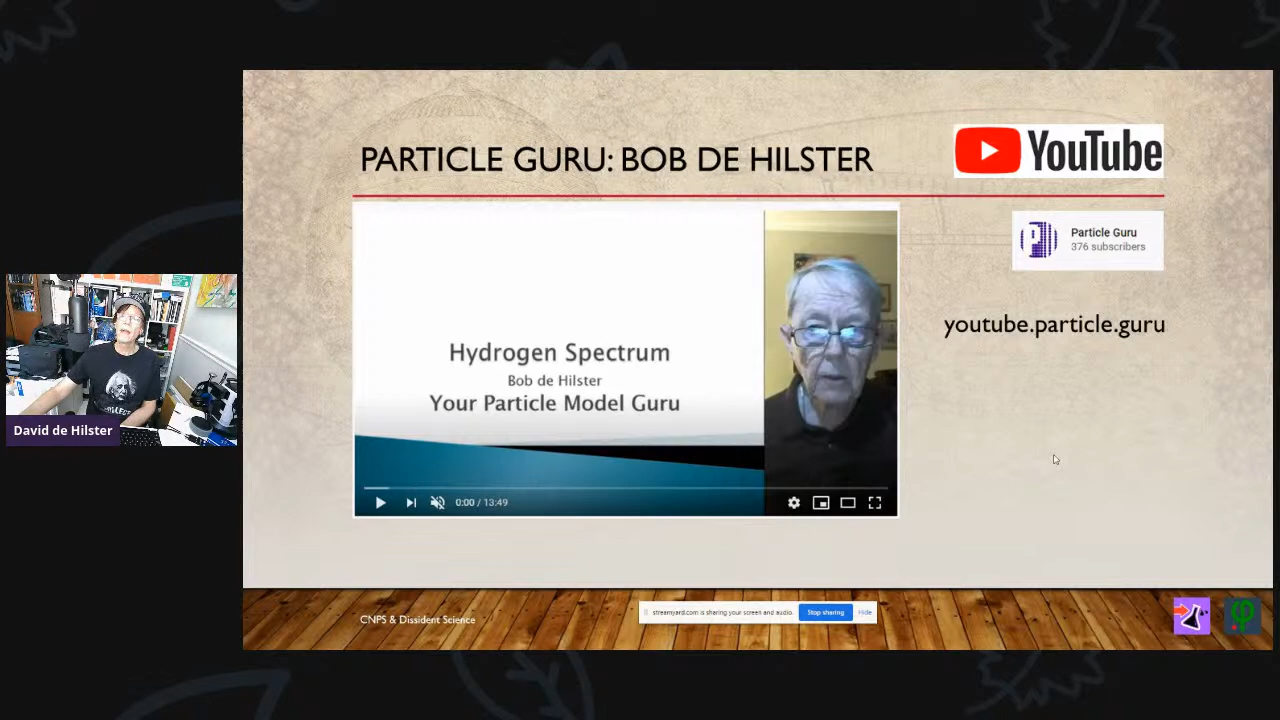 PARTICLE GURU: BOB DE HILSTER
YouTube
Particle Guru
376 subscribers
youtube.particle.guru
Hydrogen Spectrum
Bob de Hilster
Your Particle Model Guru
0:00 / 13:49
David de Hilster
CNPS & Dissident Science
streamyard.com is sharing your screen and audio.
Stop sharing
Hide